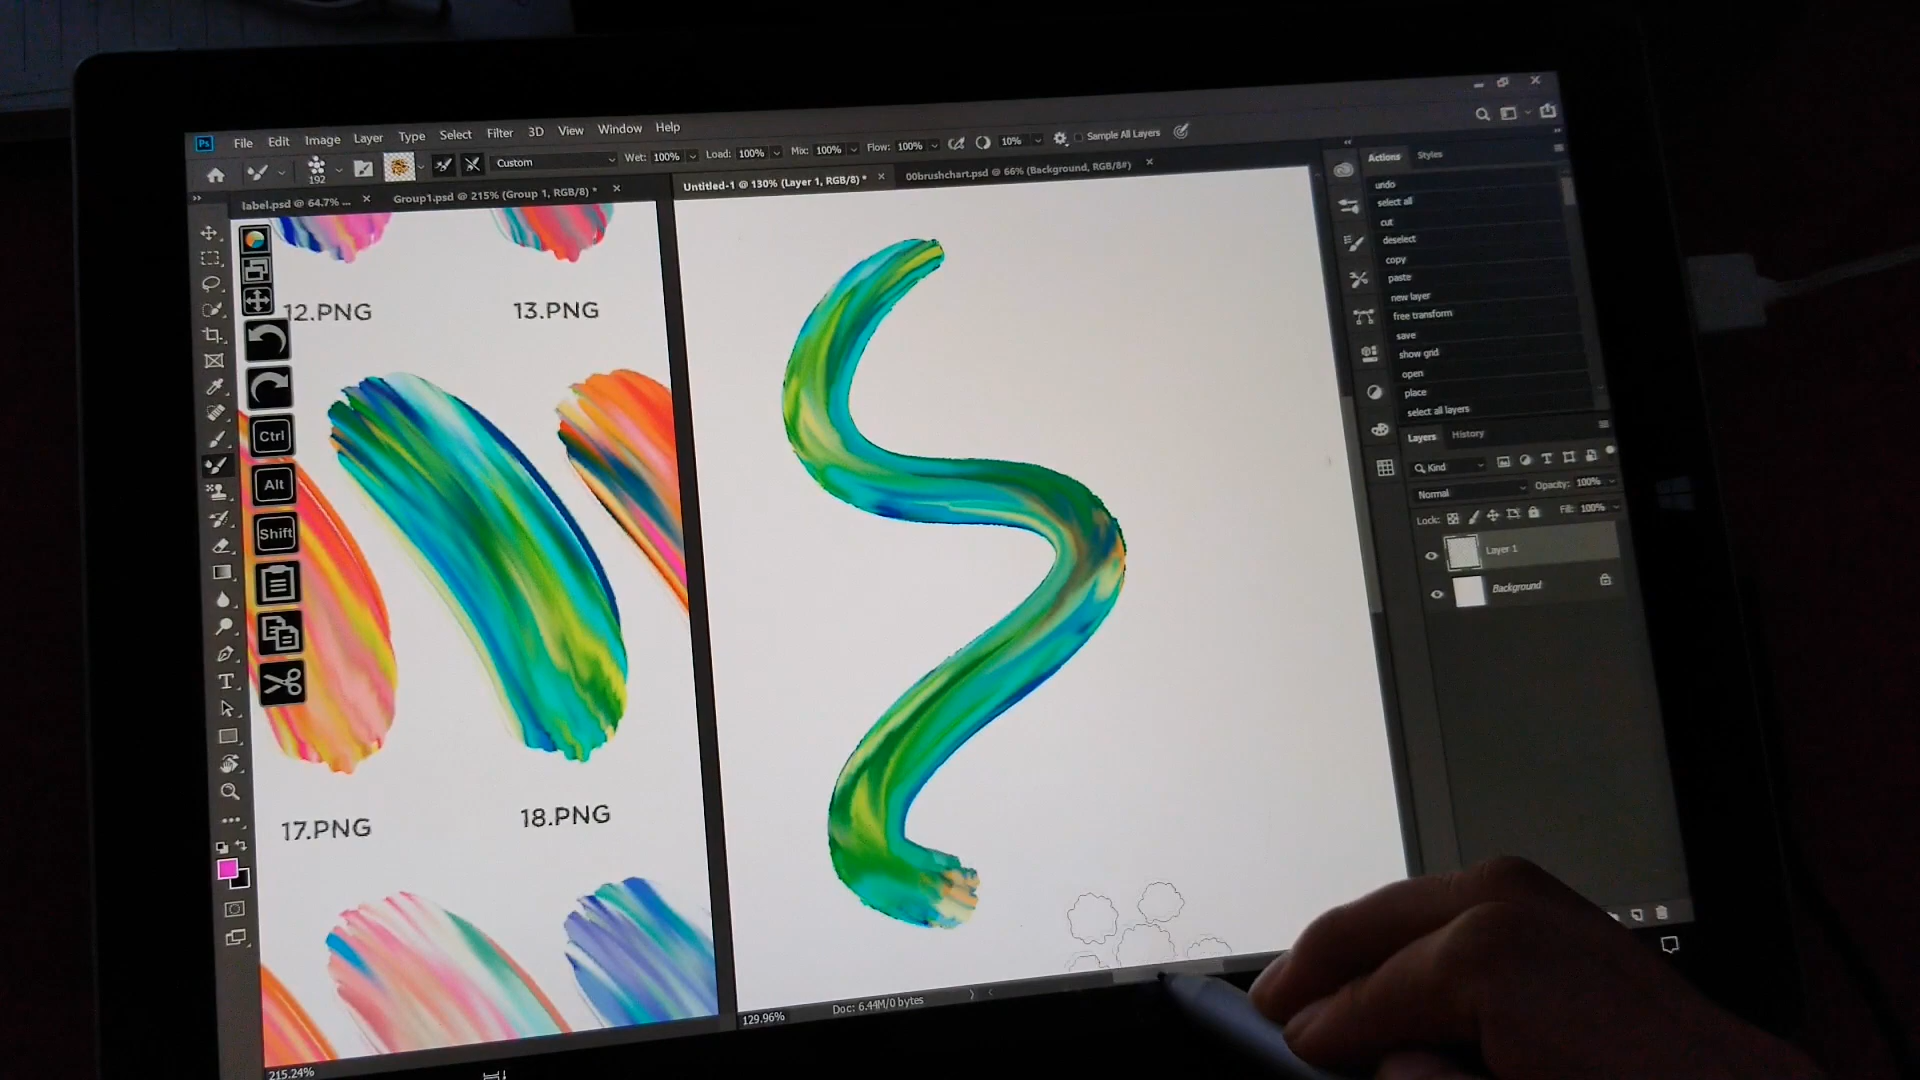 Ps File Edit Image Layer Type Select Filter 3D View Window Help
192 Custom Wet: 100% Load: 100% Mix: 100% Flow: 100% 10% Sample All Layers
label.psd @ 64.7% ... Group1.psd @ 215% (Group 1, RGB/8) *
Untitled-1 @ 130% (Layer 1, RGB/8) * 00brushchart.psd @ 66% (Background, RGB/8#)
12.PNG
13.PNG
Ctrl
Alt
Shift
17.PNG
18.PNG
215.24%
129.96% Doc: 6.44M/0 bytes
Actions Styles
undo
select all
cut
deselect
copy
paste
new layer
free transform
save
show grid
open
place
select all layers
Layers History
Kind
Normal Opacity: 100%
Lock: Fill: 100%
Layer 1
Background